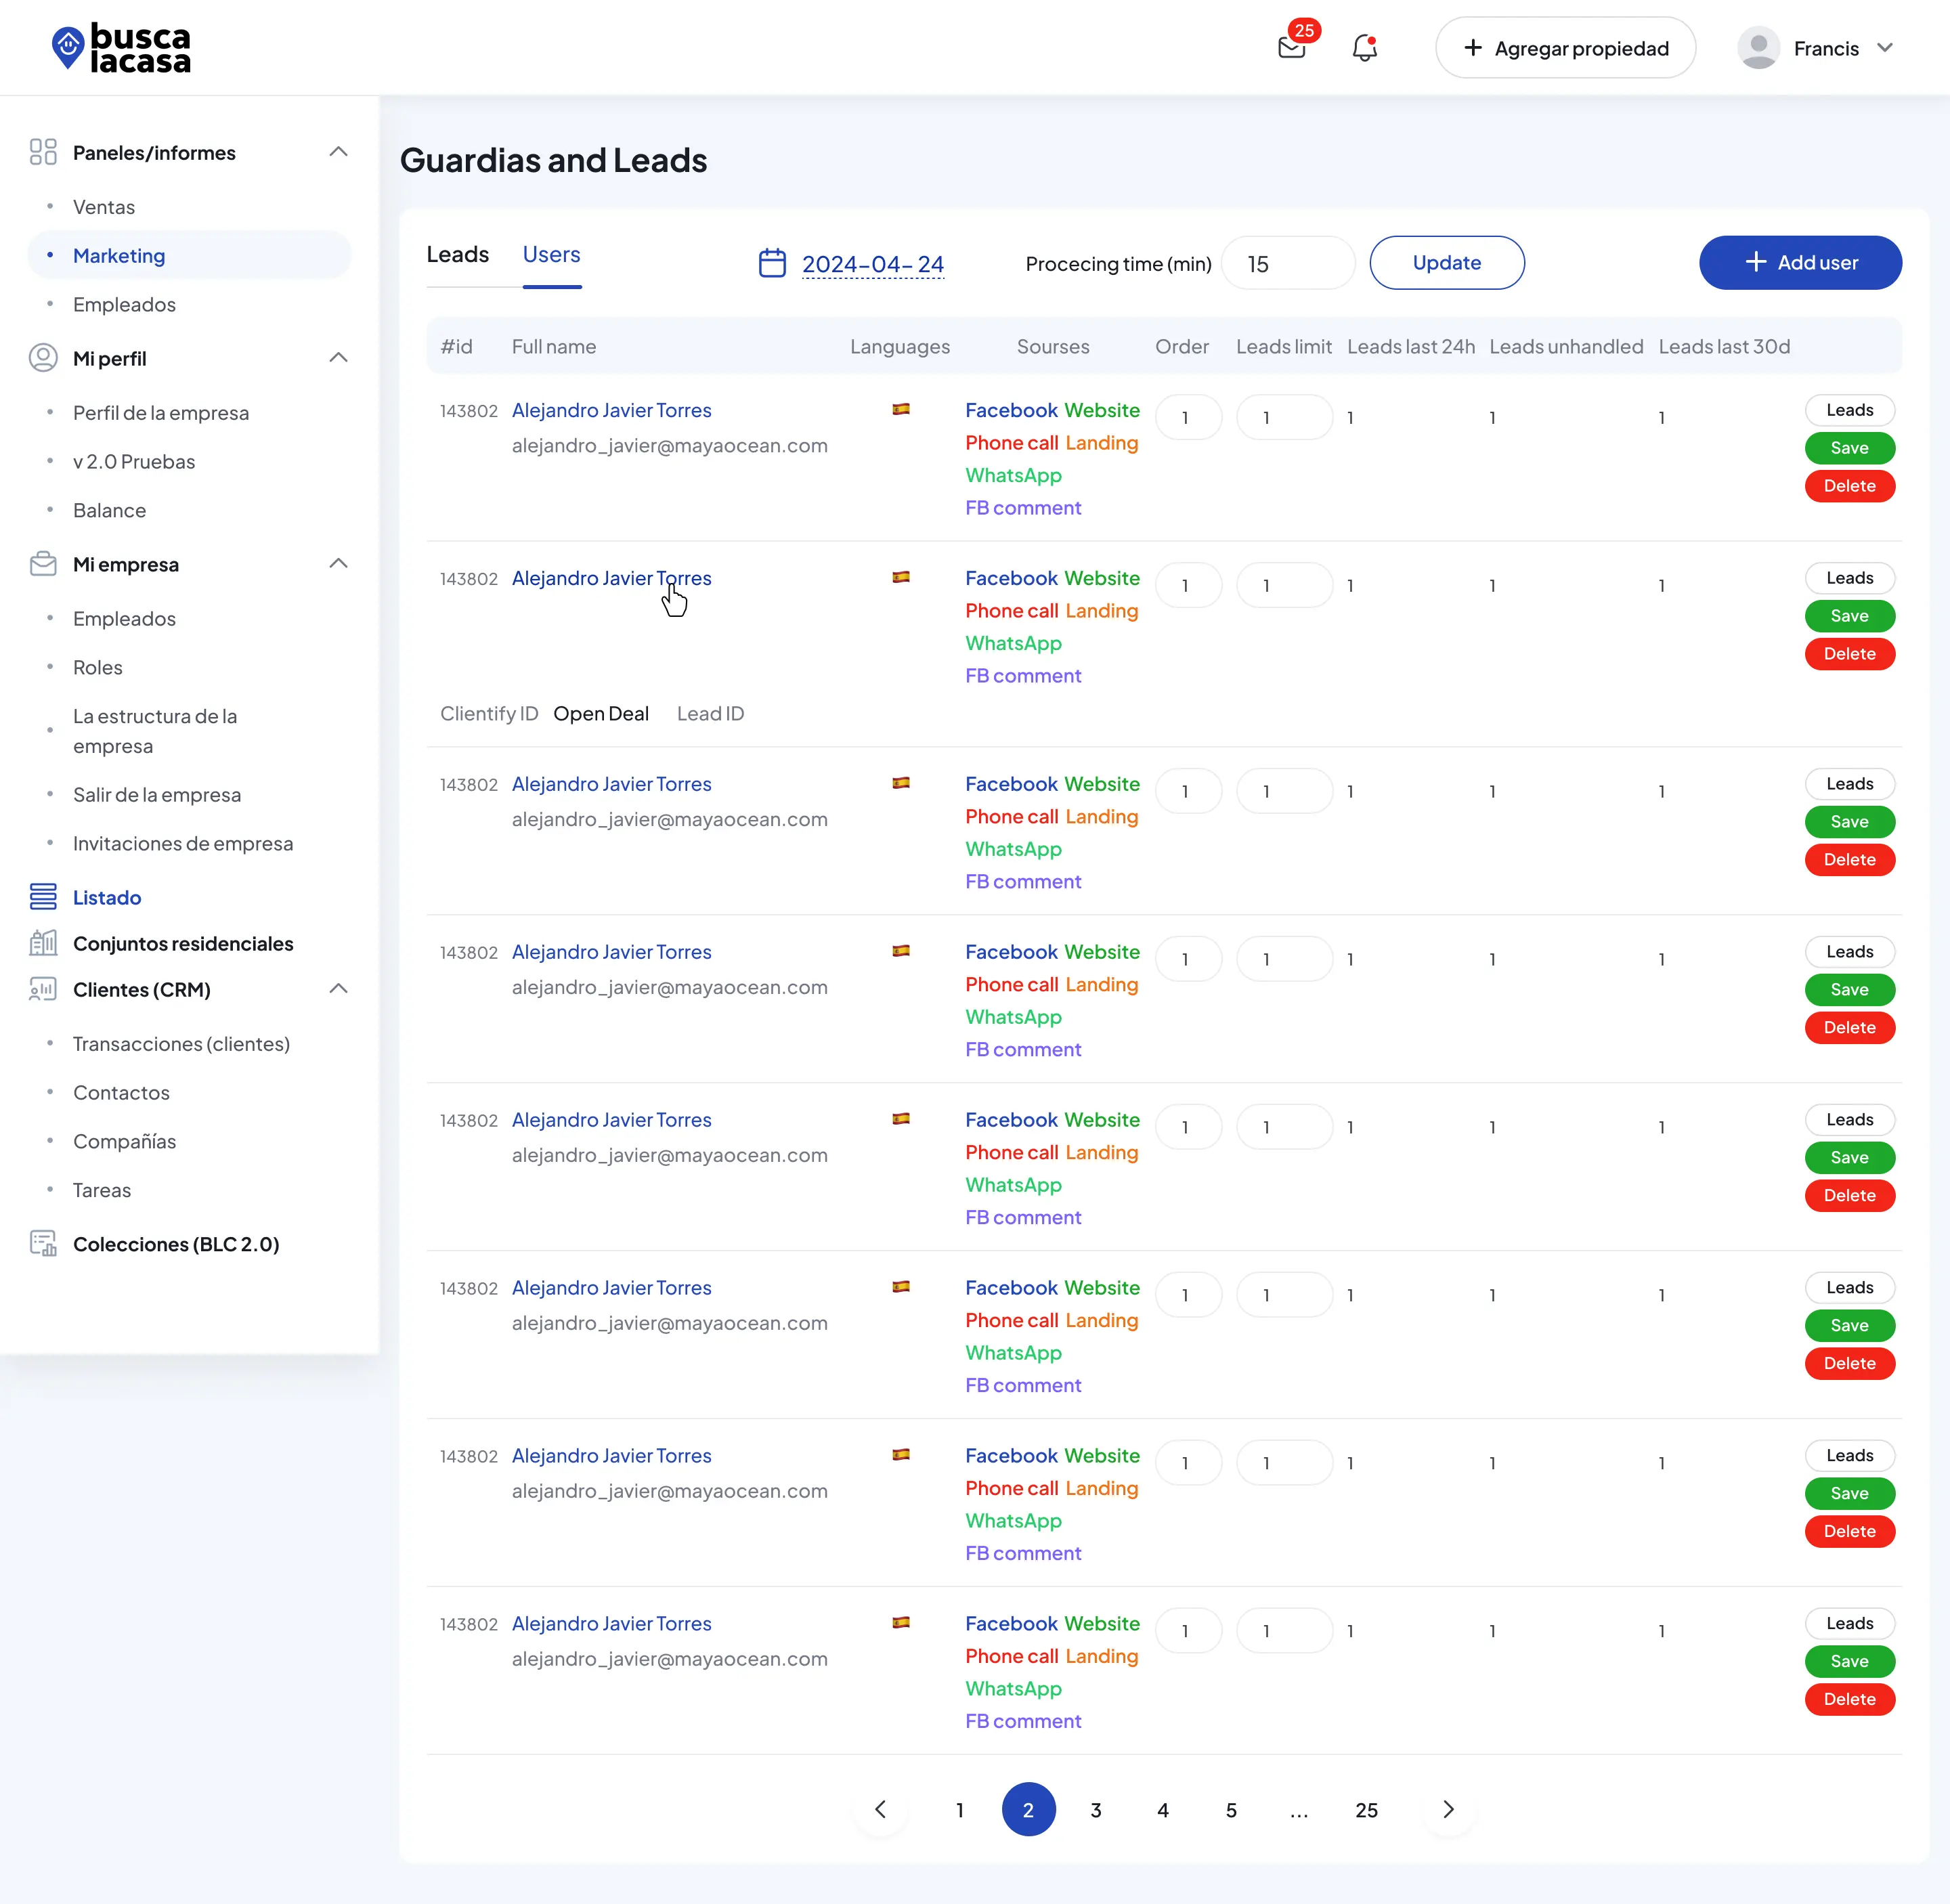 busca
lacasa
25
Agregar propiedad
Francis
Paneles/informes
Ventas
Marketing
Empleados
Mi perfil
Perfil de la empresa
v 2.0 Pruebas
Balance
Mi empresa
Empleados
Roles
La estructura de la
empresa
Salir de la empresa
Invitaciones de empresa
Listado
Conjuntos residenciales
Clientes (CRM)
Transacciones (clientes)
Contactos
Compañías
Tareas
Colecciones (BLC 2.0)
Guardias and Leads
Leads Users 2024-04-24 Procecing time (min) 15 Update + Add user
#id Full name Languages Sourses Order Leads limit Leads last 24h Leads unhandled Leads last 30d
143802 Alejandro Javier Torres Facebook Website 1 1 1 1 1 Leads
alejandro_javier@mayaocean.com Phone call Landing Save
WhatsApp Delete
FB comment
143802 Alejandro Javier Torres Facebook Website 1 1 1 1 1 Leads
Phone call Landing Save
WhatsApp Delete
FB comment
Clientify ID Open Deal Lead ID
143802 Alejandro Javier Torres Facebook Website 1 1 1 1 1 Leads
alejandro_javier@mayaocean.com Phone call Landing Save
WhatsApp Delete
FB comment
143802 Alejandro Javier Torres Facebook Website 1 1 1 1 1 Leads
alejandro_javier@mayaocean.com Phone call Landing Save
WhatsApp Delete
FB comment
143802 Alejandro Javier Torres Facebook Website 1 1 1 1 1 Leads
alejandro_javier@mayaocean.com Phone call Landing Save
WhatsApp Delete
FB comment
143802 Alejandro Javier Torres Facebook Website 1 1 1 1 1 Leads
alejandro_javier@mayaocean.com Phone call Landing Save
WhatsApp Delete
FB comment
143802 Alejandro Javier Torres Facebook Website 1 1 1 1 1 Leads
alejandro_javier@mayaocean.com Phone call Landing Save
WhatsApp Delete
FB comment
143802 Alejandro Javier Torres Facebook Website 1 1 1 1 1 Leads
alejandro_javier@mayaocean.com Phone call Landing Save
WhatsApp Delete
FB comment
1 2 3 4 5 ... 25